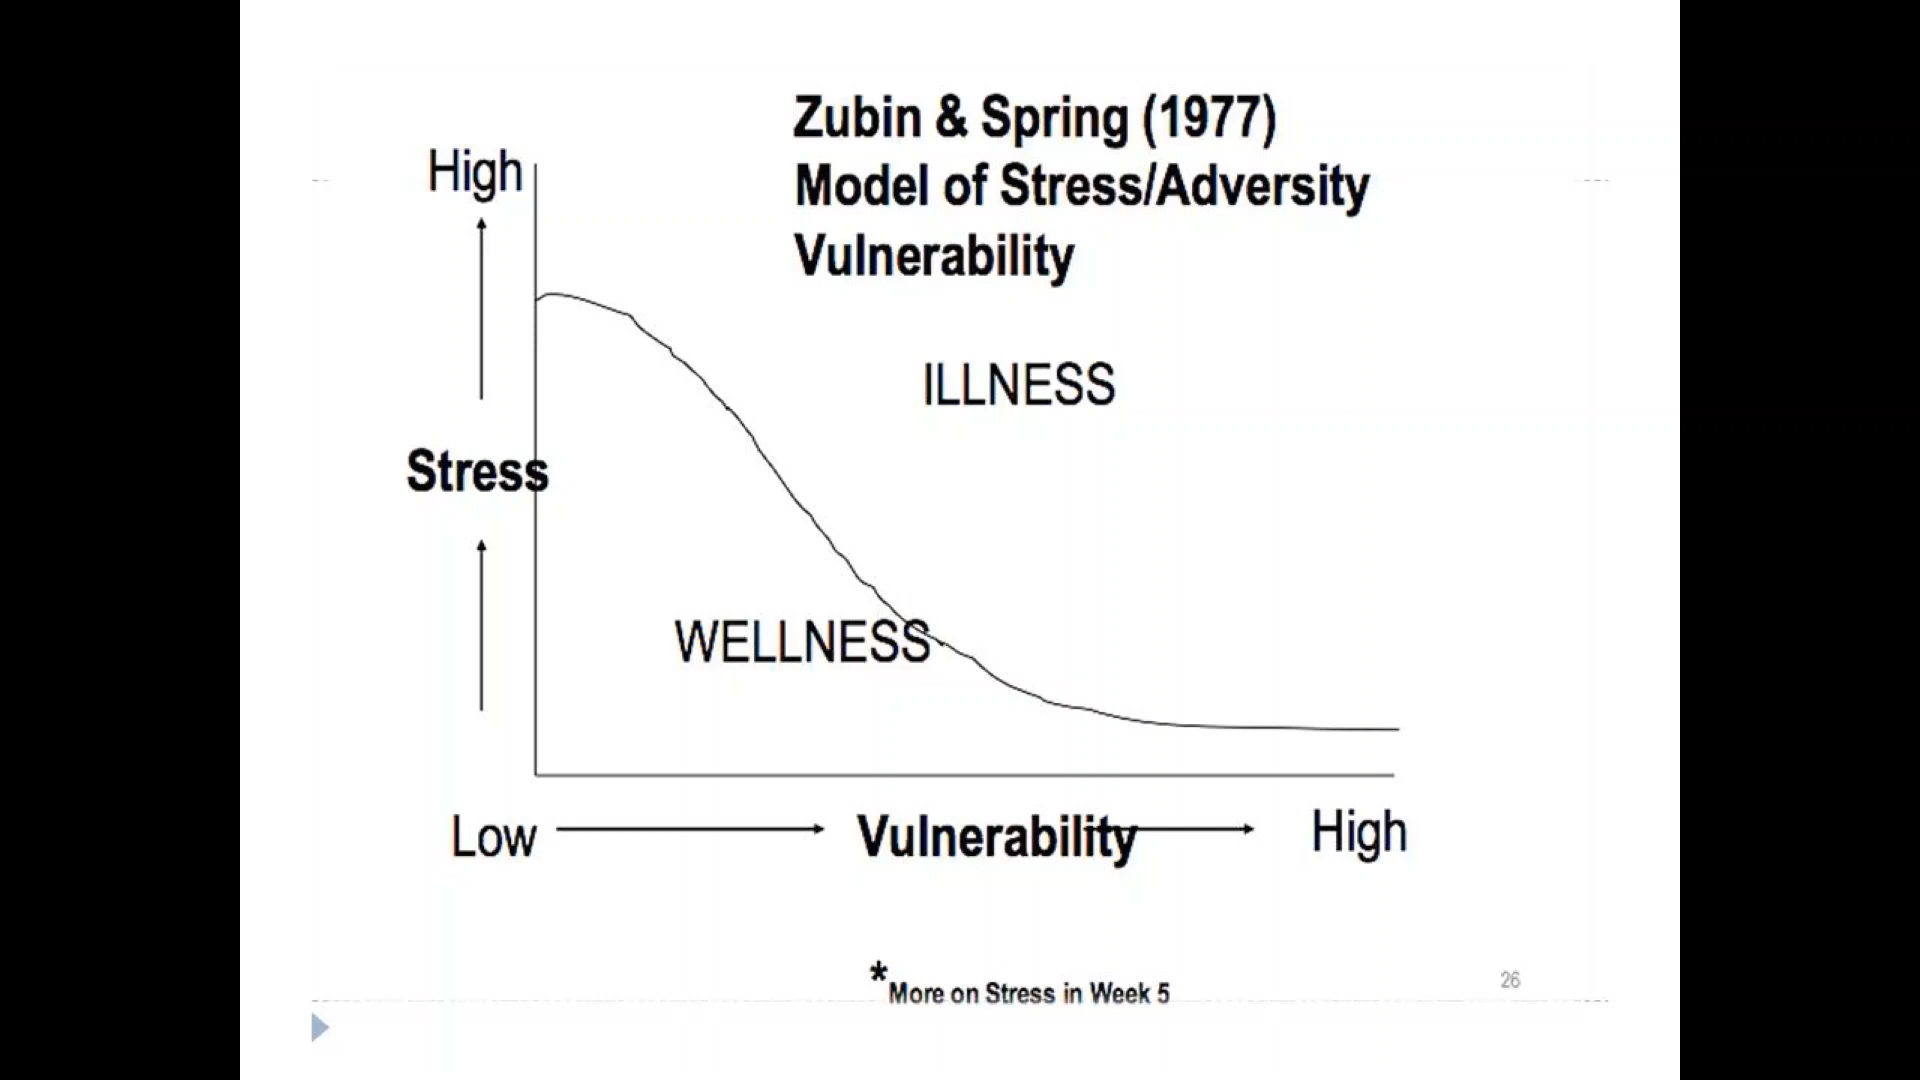 Zubin & Spring (1977)
Model of Stress/Adversity
Vulnerability
High
ILLNESS
Stress
WELLNESS
Low
Vulnerability
High
*More on Stress in Week 5
26